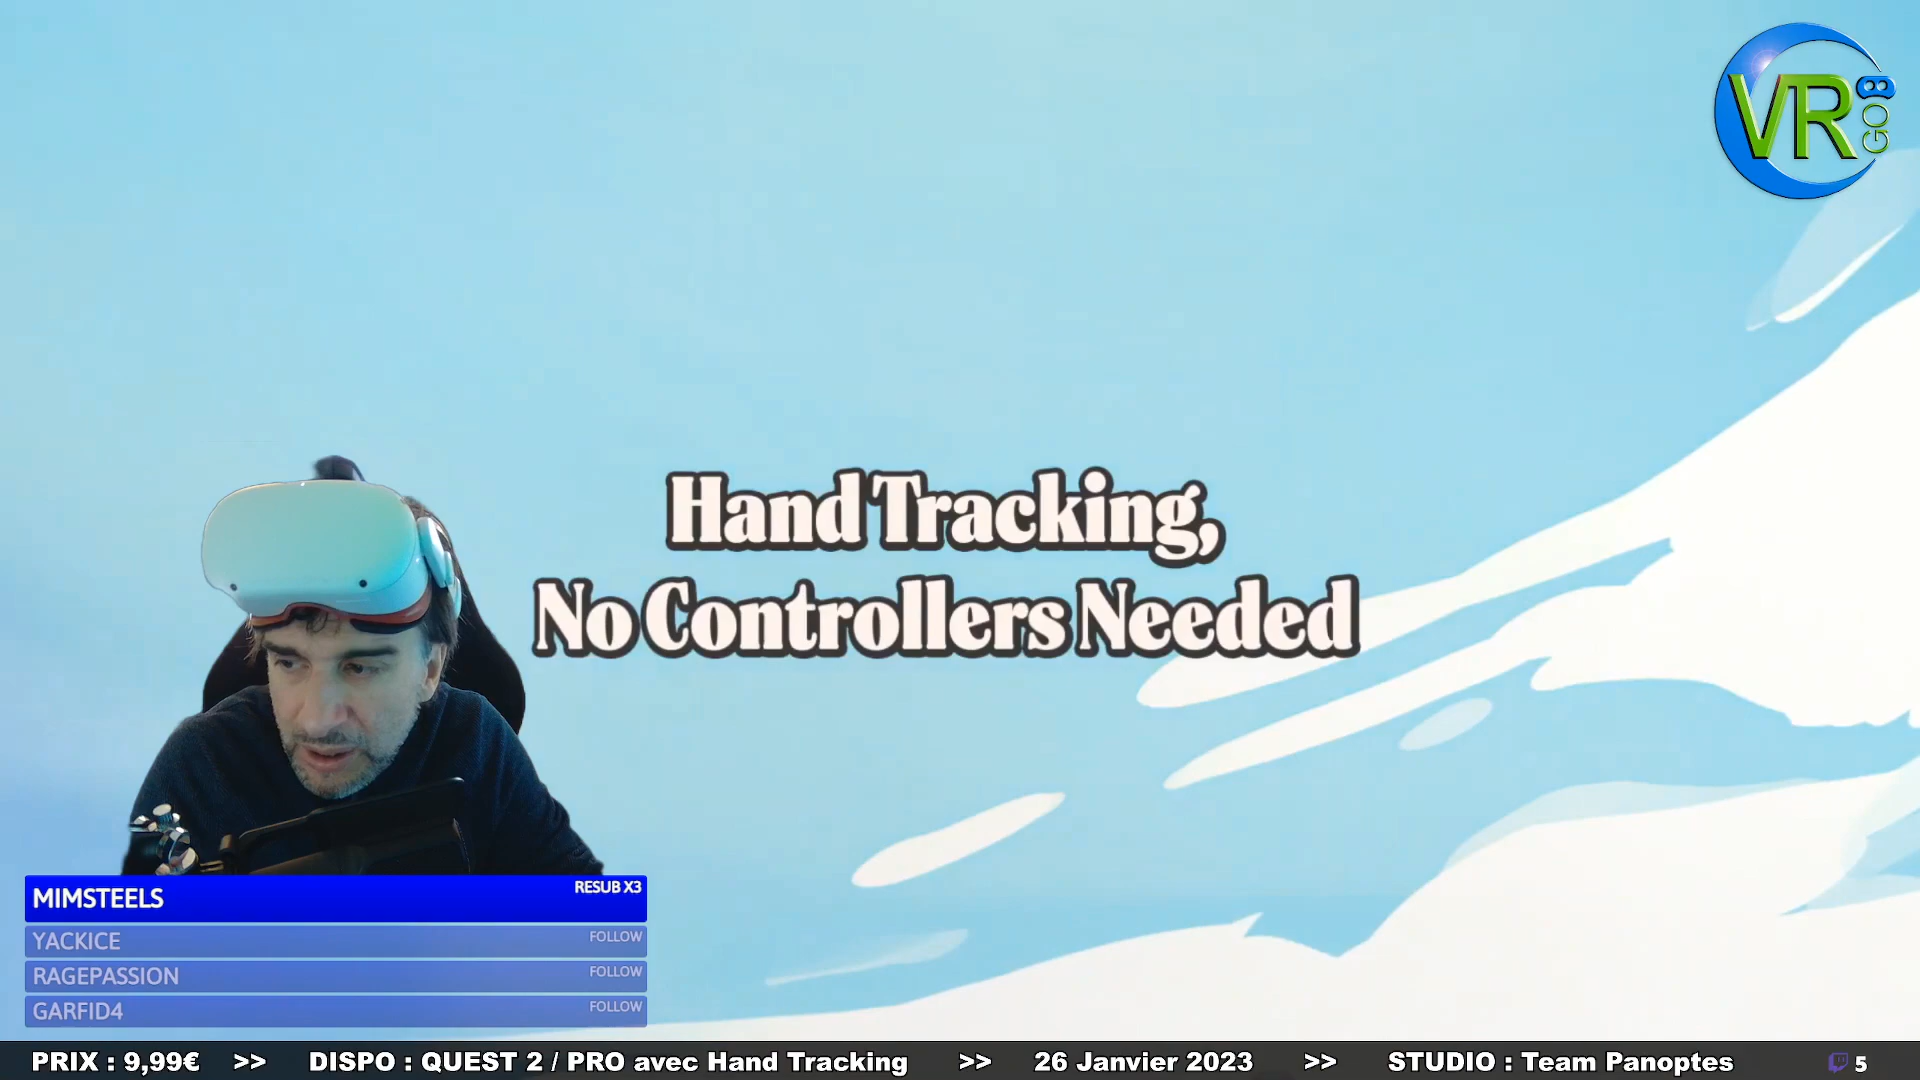 VR
GO
Hand Tracking,
No Controllers Needed
MIMSTEELS RESUB X3
YACKICE FOLLOW
RAGEPASSION FOLLOW
GARFID4 FOLLOW
PRIX : 9,99€ >> DISPO : QUEST 2 / PRO avec Hand Tracking >> 26 Janvier 2023 >> STUDIO : Team Panoptes 5